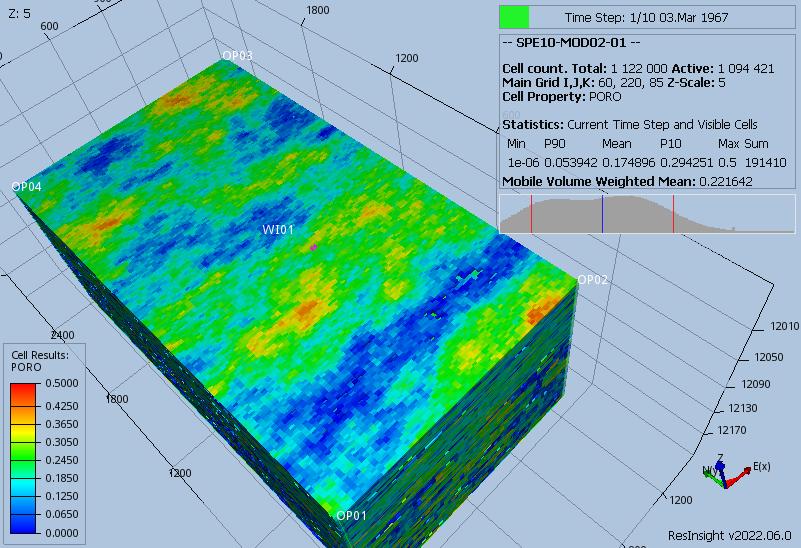 Z: 5
600
1800
1200
Time Step: 1/10 03.Mar 1967
-- SPE10-MOD02-01 --
Cell count. Total: 1 122 000 Active: 1 094 421
Main Grid I,J,K: 60, 220, 85 Z-Scale: 5
Cell Property: PORO
Statistics: Current Time Step and Visible Cells
Min P90 Mean P10 Max Sum
1e-06 0.053942 0.174896 0.294251 0.5 191410
Mobile Volume Weighted Mean: 0.221642
OP03
OP04
WI01
OP02
OP01
2400
1800
1200
12010
12050
12090
12130
12170
1200
Cell Results:
PORO
0.5000
0.4250
0.3650
0.3050
0.2450
0.1850
0.1250
0.0650
0.0000
Z
N(y)
E(x)
ResInsight v2022.06.0